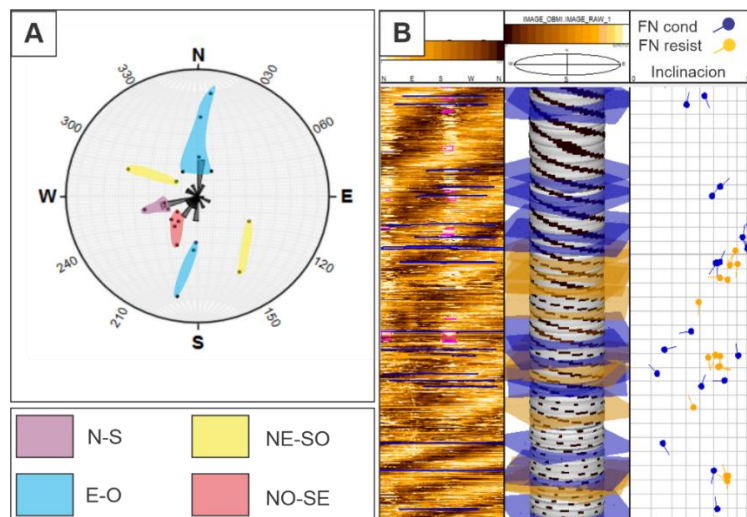 A
N
030
060
E
120
150
S
210
240
W
300
330
N-S
NE-SO
E-O
NO-SE
B
N E S W N
IMAGE_OBMI.IMAGE_RAW_1
N
W E
S
FN cond
FN resist
Inclinacion
0